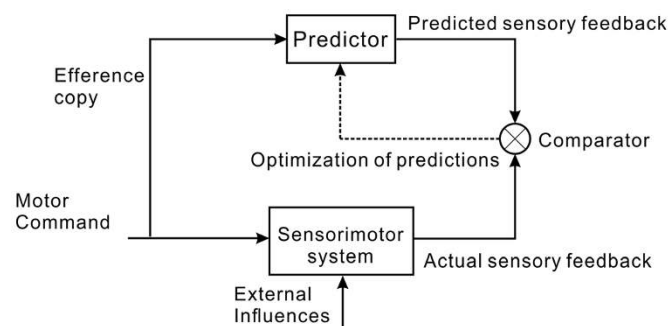 Predictor
Predicted sensory feedback
Efference
copy
Optimization of predictions
Comparator
Motor
Command
Sensorimotor
system
Actual sensory feedback
External
Influences